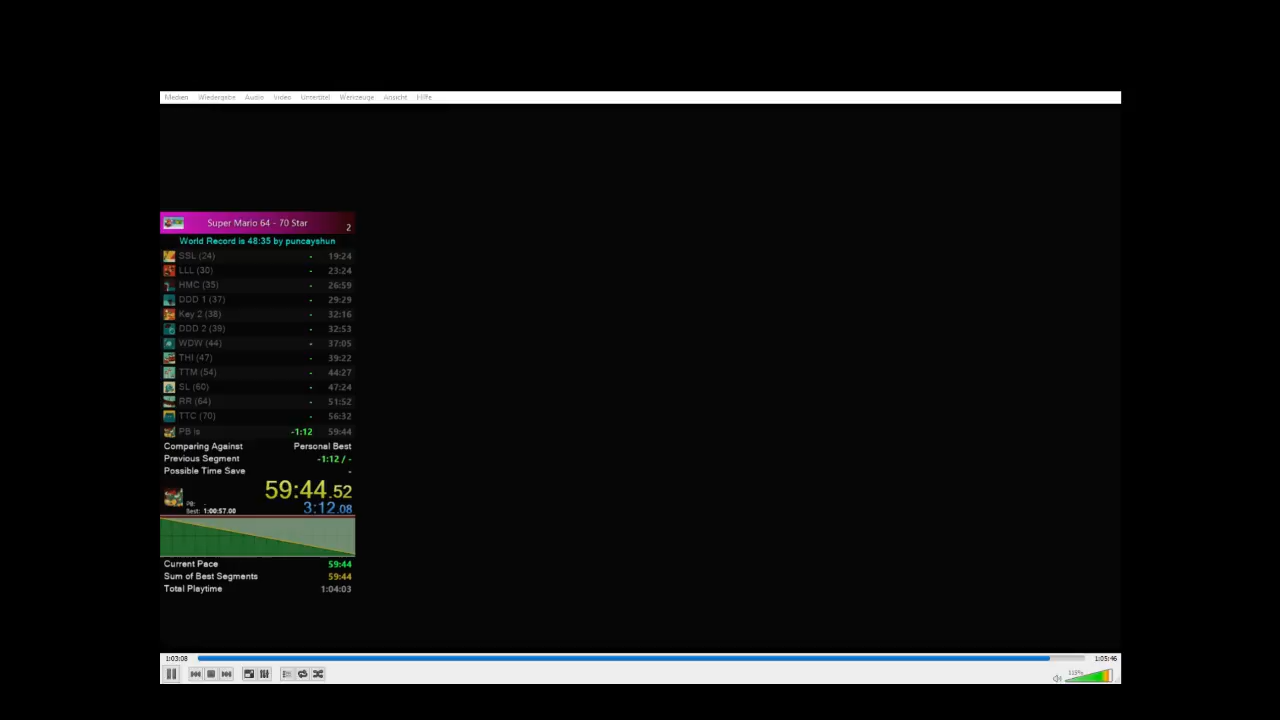 Medien Wiedergabe Audio Video Untertitel Werkzeuge Ansicht Hilfe
Super Mario 64 - 70 Star
2
World Record is 48:35 by puncayshun
SSL (24) - 19:24
LLL (30) - 23:24
HMC (35) - 26:59
DDD 1 (37) - 29:29
Key 2 (38) - 32:16
DDD 2 (39) - 32:53
WDW (44) - 37:05
THI (47) - 39:22
TTM (54) - 44:27
SL (60) - 47:24
RR (64) - 51:52
TTC (70) - 56:32
PB is -1:12 59:44
Comparing Against Personal Best
Previous Segment -1:12 / -
Possible Time Save -
59:44.52
PB: -
Best: 1:00:57.00 3:12.08
Current Pace 59:44
Sum of Best Segments 59:44
Total Playtime 1:04:03
1:03:08 1:05:46
115%